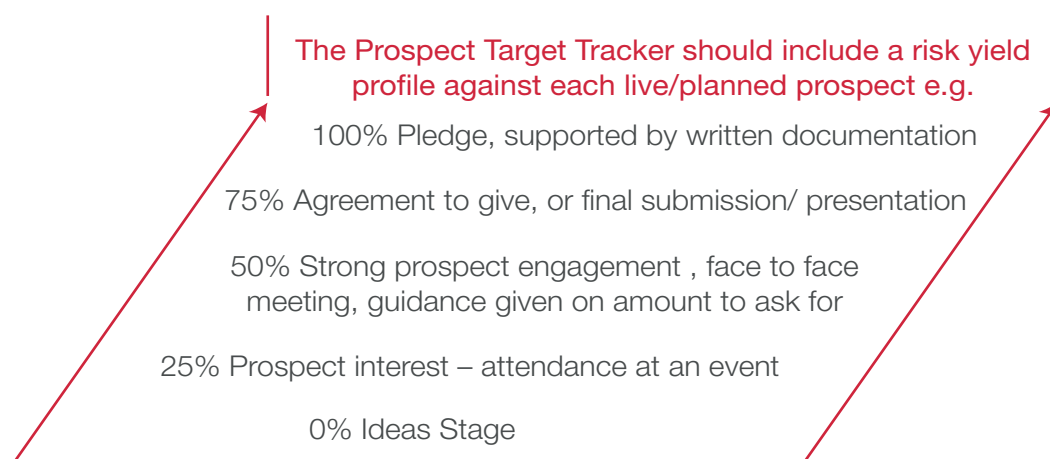 The Prospect Target Tracker should include a risk yield
profile against each live/planned prospect e.g.
100% Pledge, supported by written documentation
75% Agreement to give, or final submission/ presentation
50% Strong prospect engagement , face to face
meeting, guidance given on amount to ask for
25% Prospect interest – attendance at an event
0% Ideas Stage